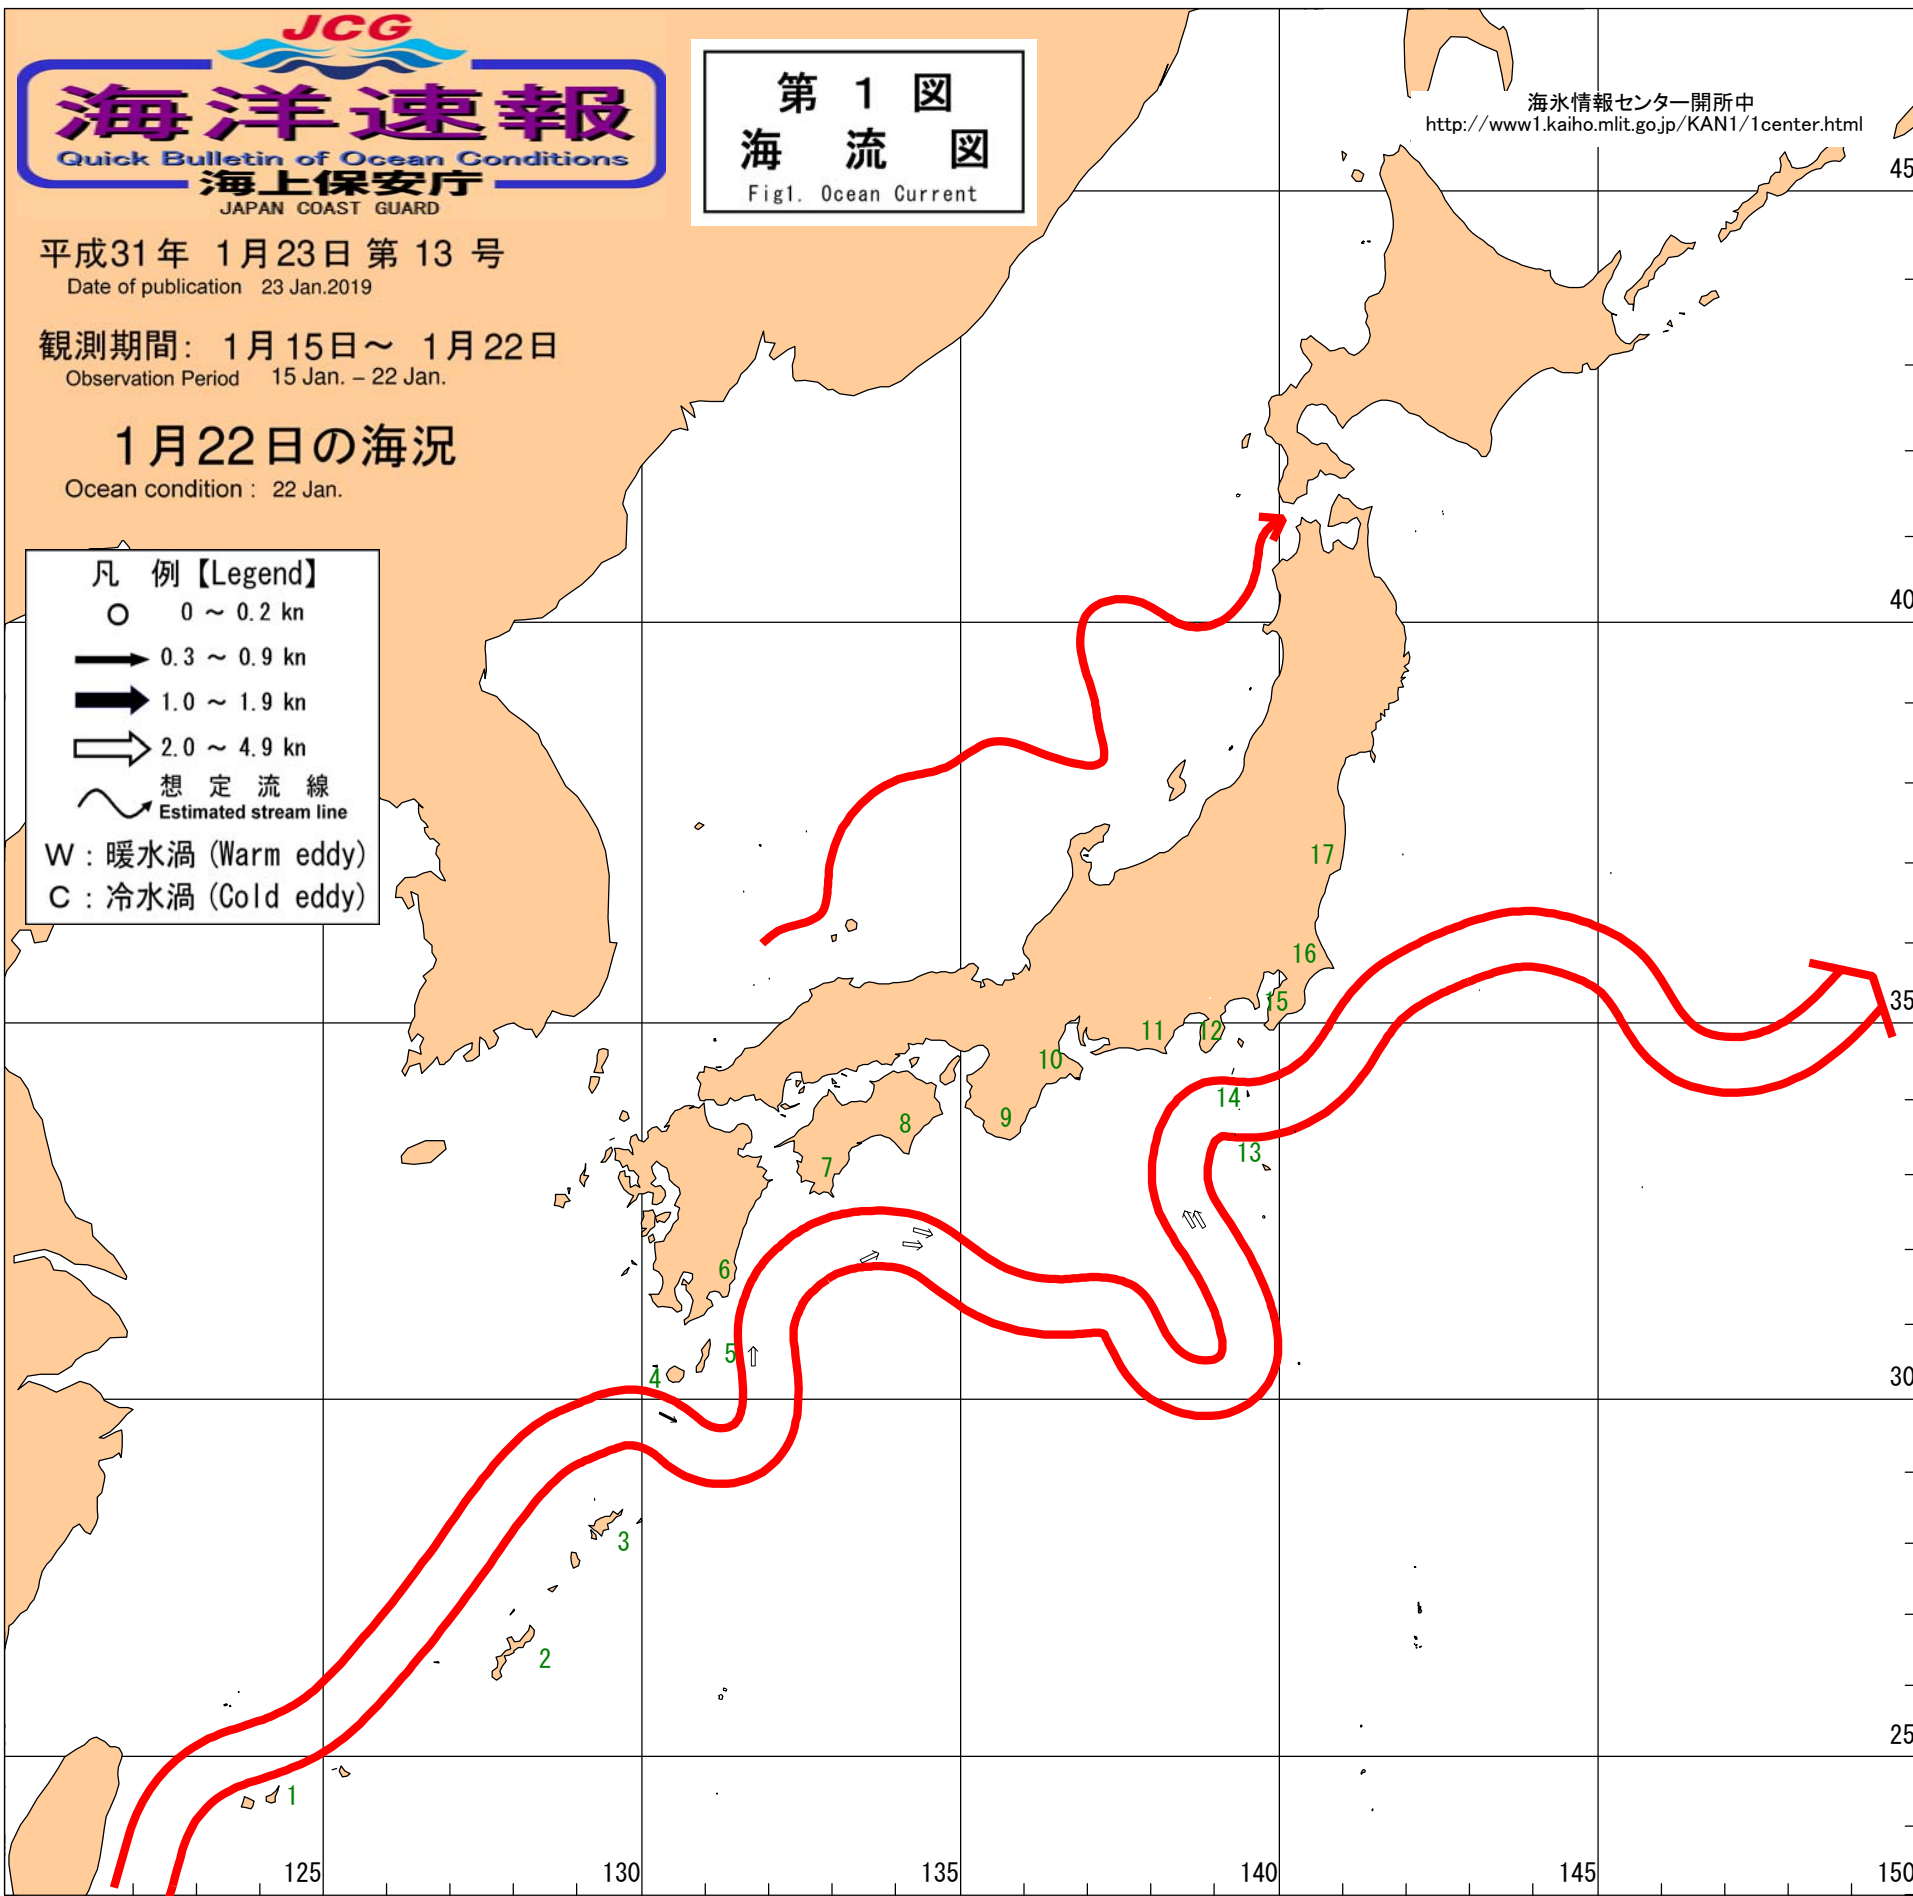 JCG
海洋速報
Quick Bulletin of Ocean Conditions
海上保安庁
JAPAN COAST GUARD
第 1 図
海 流 図
Fig1. Ocean Current
海氷情報センター開所中
http://www1.kaiho.mlit.go.jp/KAN1/1center.html
平成31年 1月23日 第 13 号
Date of publication 23 Jan.2019
観測期間: 1月15日~ 1月22日
Observation Period 15 Jan. – 22 Jan.
1月22日の海況
Ocean condition : 22 Jan.
凡 例【Legend】
0 ~ 0.2 kn
0.3 ~ 0.9 kn
1.0 ~ 1.9 kn
2.0 ~ 4.9 kn
想 定 流 線
Estimated stream line
W : 暖水渦 (Warm eddy)
C : 冷水渦 (Cold eddy)
45
40
17
16
15
35
11
12
10
14
8
9
13
7
6
5
4
30
3
2
25
1
125
130
135
140
145
150